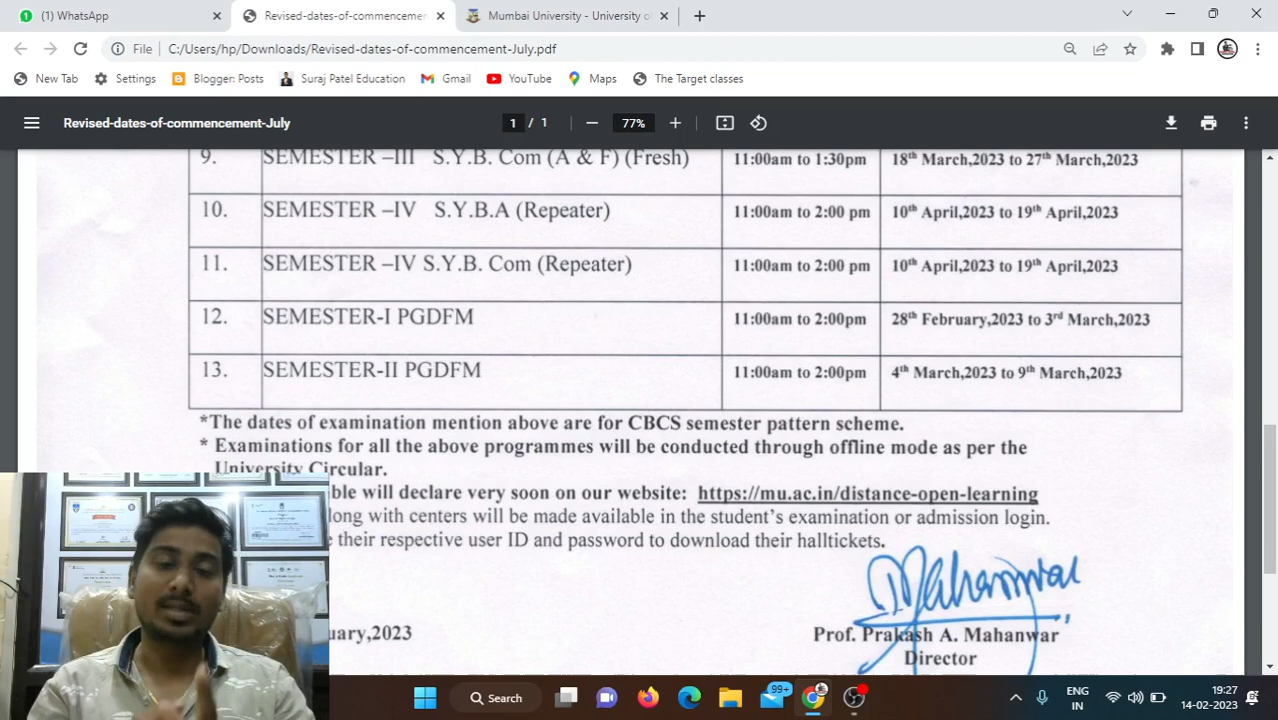 (1) WhatsApp
Revised-dates-of-commencemen
Mumbai University - University of
File
C:/Users/hp/Downloads/Revised-dates-of-commencement-July.pdf
New Tab
Settings
Blogger: Posts
Suraj Patel Education
Gmail
YouTube
Maps
The Target classes
Revised-dates-of-commencement-July
1 / 1
77%
9. SEMESTER –III S.Y.B. Com (A & F) (Fresh) 11:00am to 1:30pm 18th March,2023 to 27th March,2023
10. SEMESTER –IV S.Y.B.A (Repeater) 11:00am to 2:00 pm 10th April,2023 to 19th April,2023
11. SEMESTER –IV S.Y.B. Com (Repeater) 11:00am to 2:00 pm 10th April,2023 to 19th April,2023
12. SEMESTER-I PGDFM 11:00am to 2:00pm 28th February,2023 to 3rd March,2023
13. SEMESTER-II PGDFM 11:00am to 2:00pm 4th March,2023 to 9th March,2023
*The dates of examination mention above are for CBCS semester pattern scheme.
* Examinations for all the above programmes will be conducted through offline mode as per the
University Circular.
ble will declare very soon on our website: https://mu.ac.in/distance-open-learning
long with centers will be made available in the student's examination or admission login.
e their respective user ID and password to download their halltickets.
Mahanwar
uary,2023
Prof. Prakash A. Mahanwar
Director
Search
99+
ENG
IN
19:27
14-02-2023